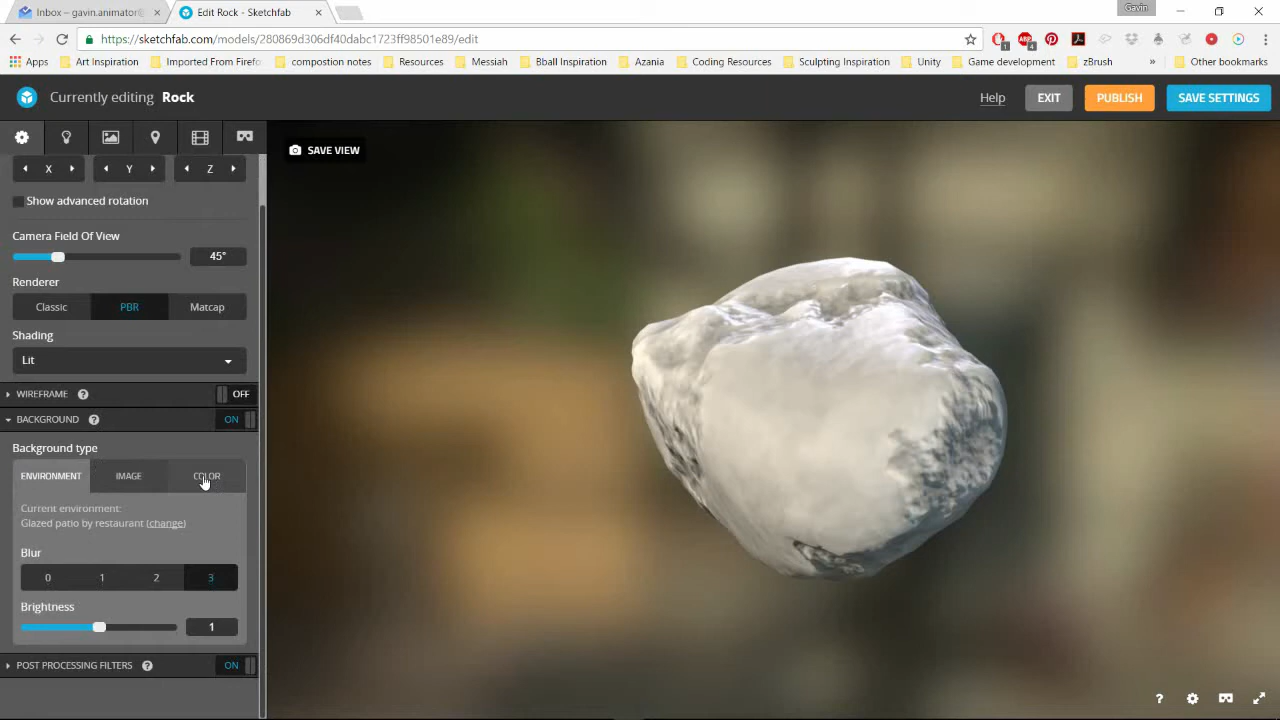 Inbox – gavin.animator@
Edit Rock - Sketchfab
Gavin
https://sketchfab.com/models/280869d306df40dabc1723ff98501e89/edit
1
4
Apps
Art Inspiration
Imported From Firefo
compostion notes
Resources
Messiah
Bball Inspiration
Azania
Coding Resources
Sculpting Inspiration
Unity
Game development
zBrush
»
Other bookmarks
Currently editing Rock
Help
EXIT
PUBLISH
SAVE SETTINGS
SAVE VIEW
X
Y
Z
Show advanced rotation
Camera Field Of View
45°
Renderer
Classic
PBR
Matcap
Shading
Lit
WIREFRAME ?
OFF
BACKGROUND ?
ON
Background type
ENVIRONMENT
IMAGE
COLOR
Current environment:
Glazed patio by restaurant (change)
Blur
0
1
2
3
Brightness
1
POST PROCESSING FILTERS ?
ON
?